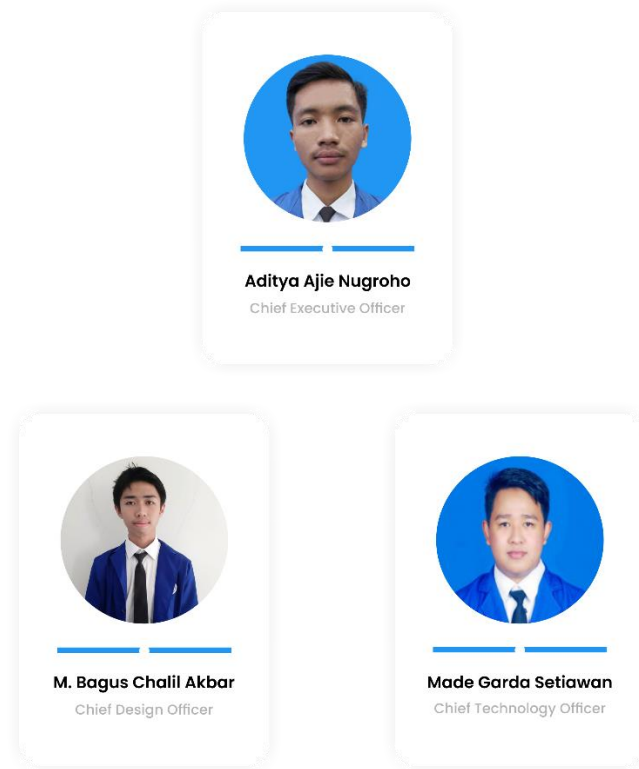 Aditya Ajie Nugroho
Chief Executive Officer
M. Bagus Chalil Akbar
Chief Design Officer
Made Garda Setiawan
Chief Technology Officer